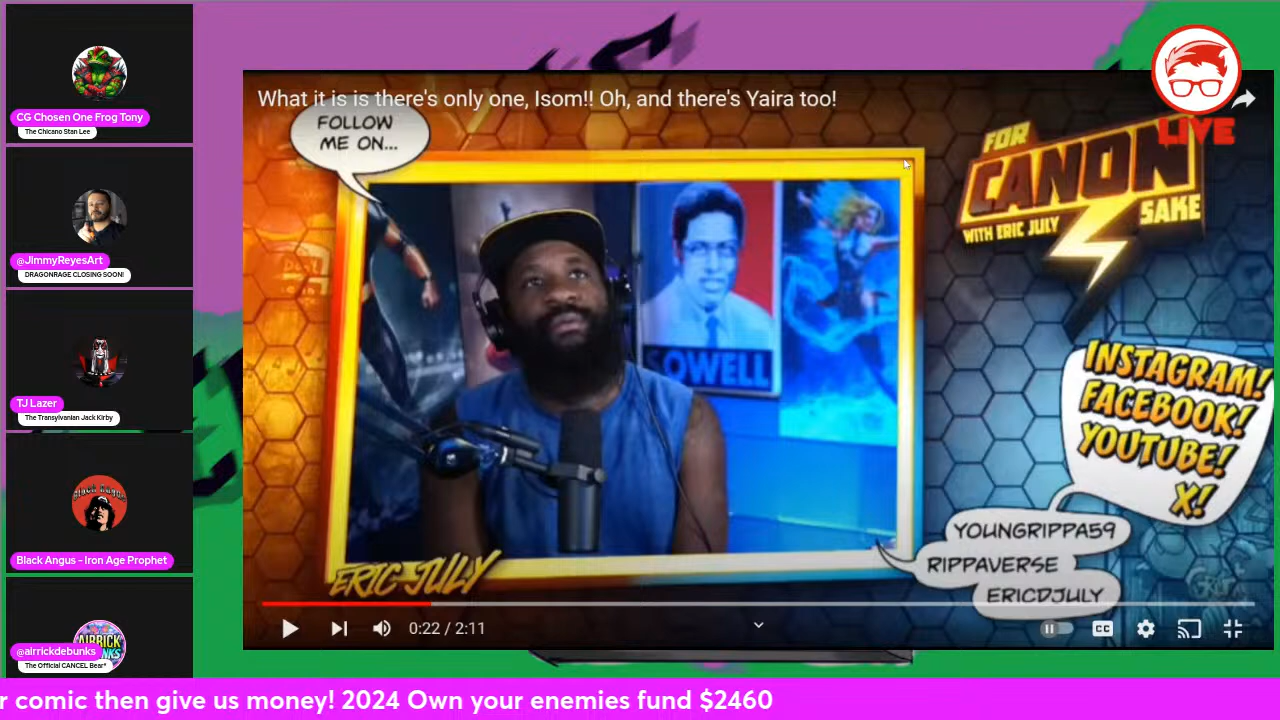 CG Chosen One Frog Tony
The Chicano Stan Lee
@JimmyReyesArt
DRAGONRAGE CLOSING SOON!
TJ Lazer
The Transylvanian Jack Kirby
Black Angus - Iron Age Prophet
@airrickdebunks
The Official CANCEL Bear*
What it is is there's only one, Isom!! Oh, and there's Yaira too!
FOLLOW
ME ON...
SOWELL
ERIC JULY
FOR
CANON
SAKE
WITH ERIC JULY
LIVE
INSTAGRAM!
FACEBOOK!
YOUTUBE!
X!
YOUNGRIPPA59
RIPPAVERSE
ERICDJULY
0:22 / 2:11
CC
r comic then give us money! 2024 Own your enemies fund $2460